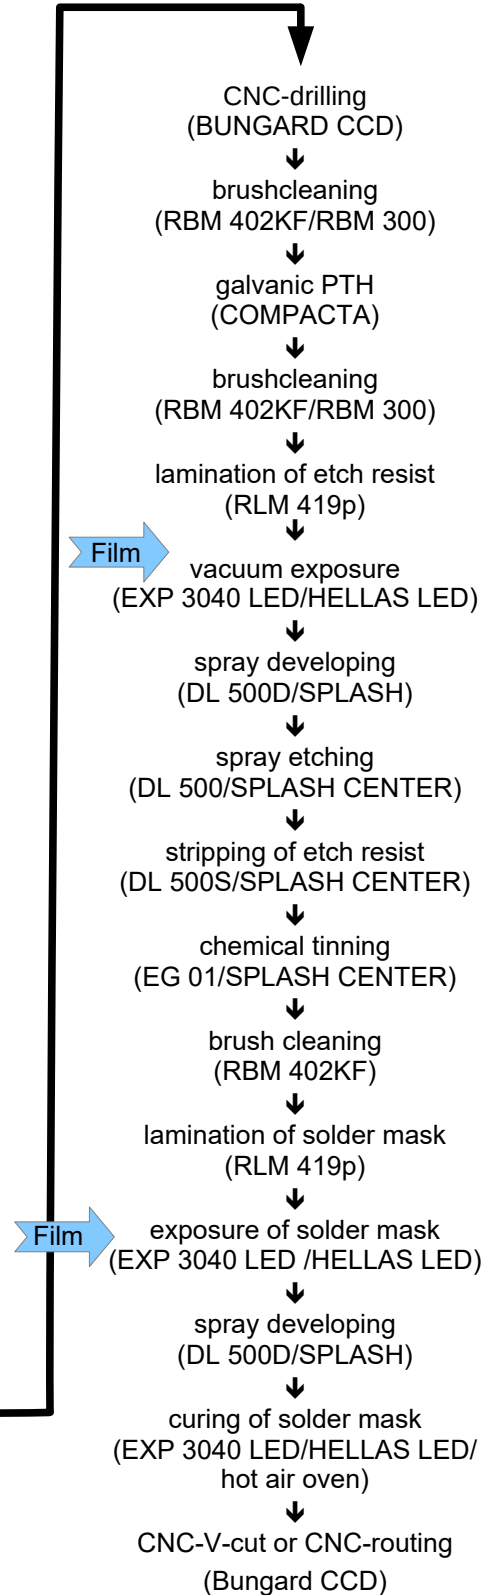 CNC-drilling
(BUNGARD CCD)
brushcleaning
(RBM 402KF/RBM 300)
galvanic PTH
(COMPACTA)
brushcleaning
(RBM 402KF/RBM 300)
lamination of etch resist
(RLM 419p)
Film
vacuum exposure
(EXP 3040 LED/HELLAS LED)
spray developing
(DL 500D/SPLASH)
spray etching
(DL 500/SPLASH CENTER)
stripping of etch resist
(DL 500S/SPLASH CENTER)
chemical tinning
(EG 01/SPLASH CENTER)
brush cleaning
(RBM 402KF)
lamination of solder mask
(RLM 419p)
Film
exposure of solder mask
(EXP 3040 LED /HELLAS LED)
spray developing
(DL 500D/SPLASH)
curing of solder mask
(EXP 3040 LED/HELLAS LED/
hot air oven)
CNC-V-cut or CNC-routing
(Bungard CCD)